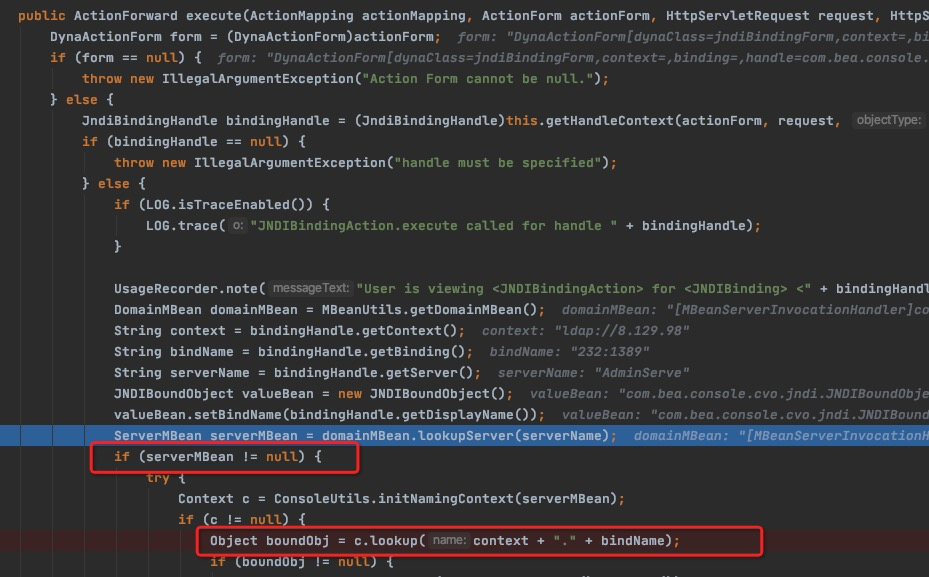 public ActionForward execute(ActionMapping actionMapping, ActionForm actionForm, HttpServletRequest request, HttpS
DynaActionForm form = (DynaActionForm)actionForm; form: "DynaActionForm[dynaClass=jndiBindingForm,context=,bi
if (form == null) { form: "DynaActionForm[dynaClass=jndiBindingForm,context=,binding=,handle=com.bea.console.
throw new IllegalArgumentException("Action Form cannot be null.");
} else {
JndiBindingHandle bindingHandle = (JndiBindingHandle)this.getHandleContext(actionForm, request, objectType:
if (bindingHandle == null) {
throw new IllegalArgumentException("handle must be specified");
} else {
if (LOG.isTraceEnabled()) {
LOG.trace( o: "JNDIBindingAction.execute called for handle " + bindingHandle);
}
UsageRecorder.note( messageText: "User is viewing <JNDIBindingAction> for <JNDIBinding> <" + bindingHandl
DomainMBean domainMBean = MBeanUtils.getDomainMBean(); domainMBean: "[MBeanServerInvocationHandler]co
String context = bindingHandle.getContext(); context: "ldap://8.129.98"
String bindName = bindingHandle.getBinding(); bindName: "232:1389"
String serverName = bindingHandle.getServer(); serverName: "AdminServe"
JNDIBoundObject valueBean = new JNDIBoundObject(); valueBean: "com.bea.console.cvo.jndi.JNDIBoundObje
valueBean.setBindName(bindingHandle.getDisplayName()); valueBean: "com.bea.console.cvo.jndi.JNDIBound
ServerMBean serverMBean = domainMBean.lookupServer(serverName); domainMBean: "[MBeanServerInvocationH
if (serverMBean != null) {
try {
Context c = ConsoleUtils.initNamingContext(serverMBean);
if (c != null) {
Object boundObj = c.lookup( name: context + "." + bindName);
if (boundObj != null) {